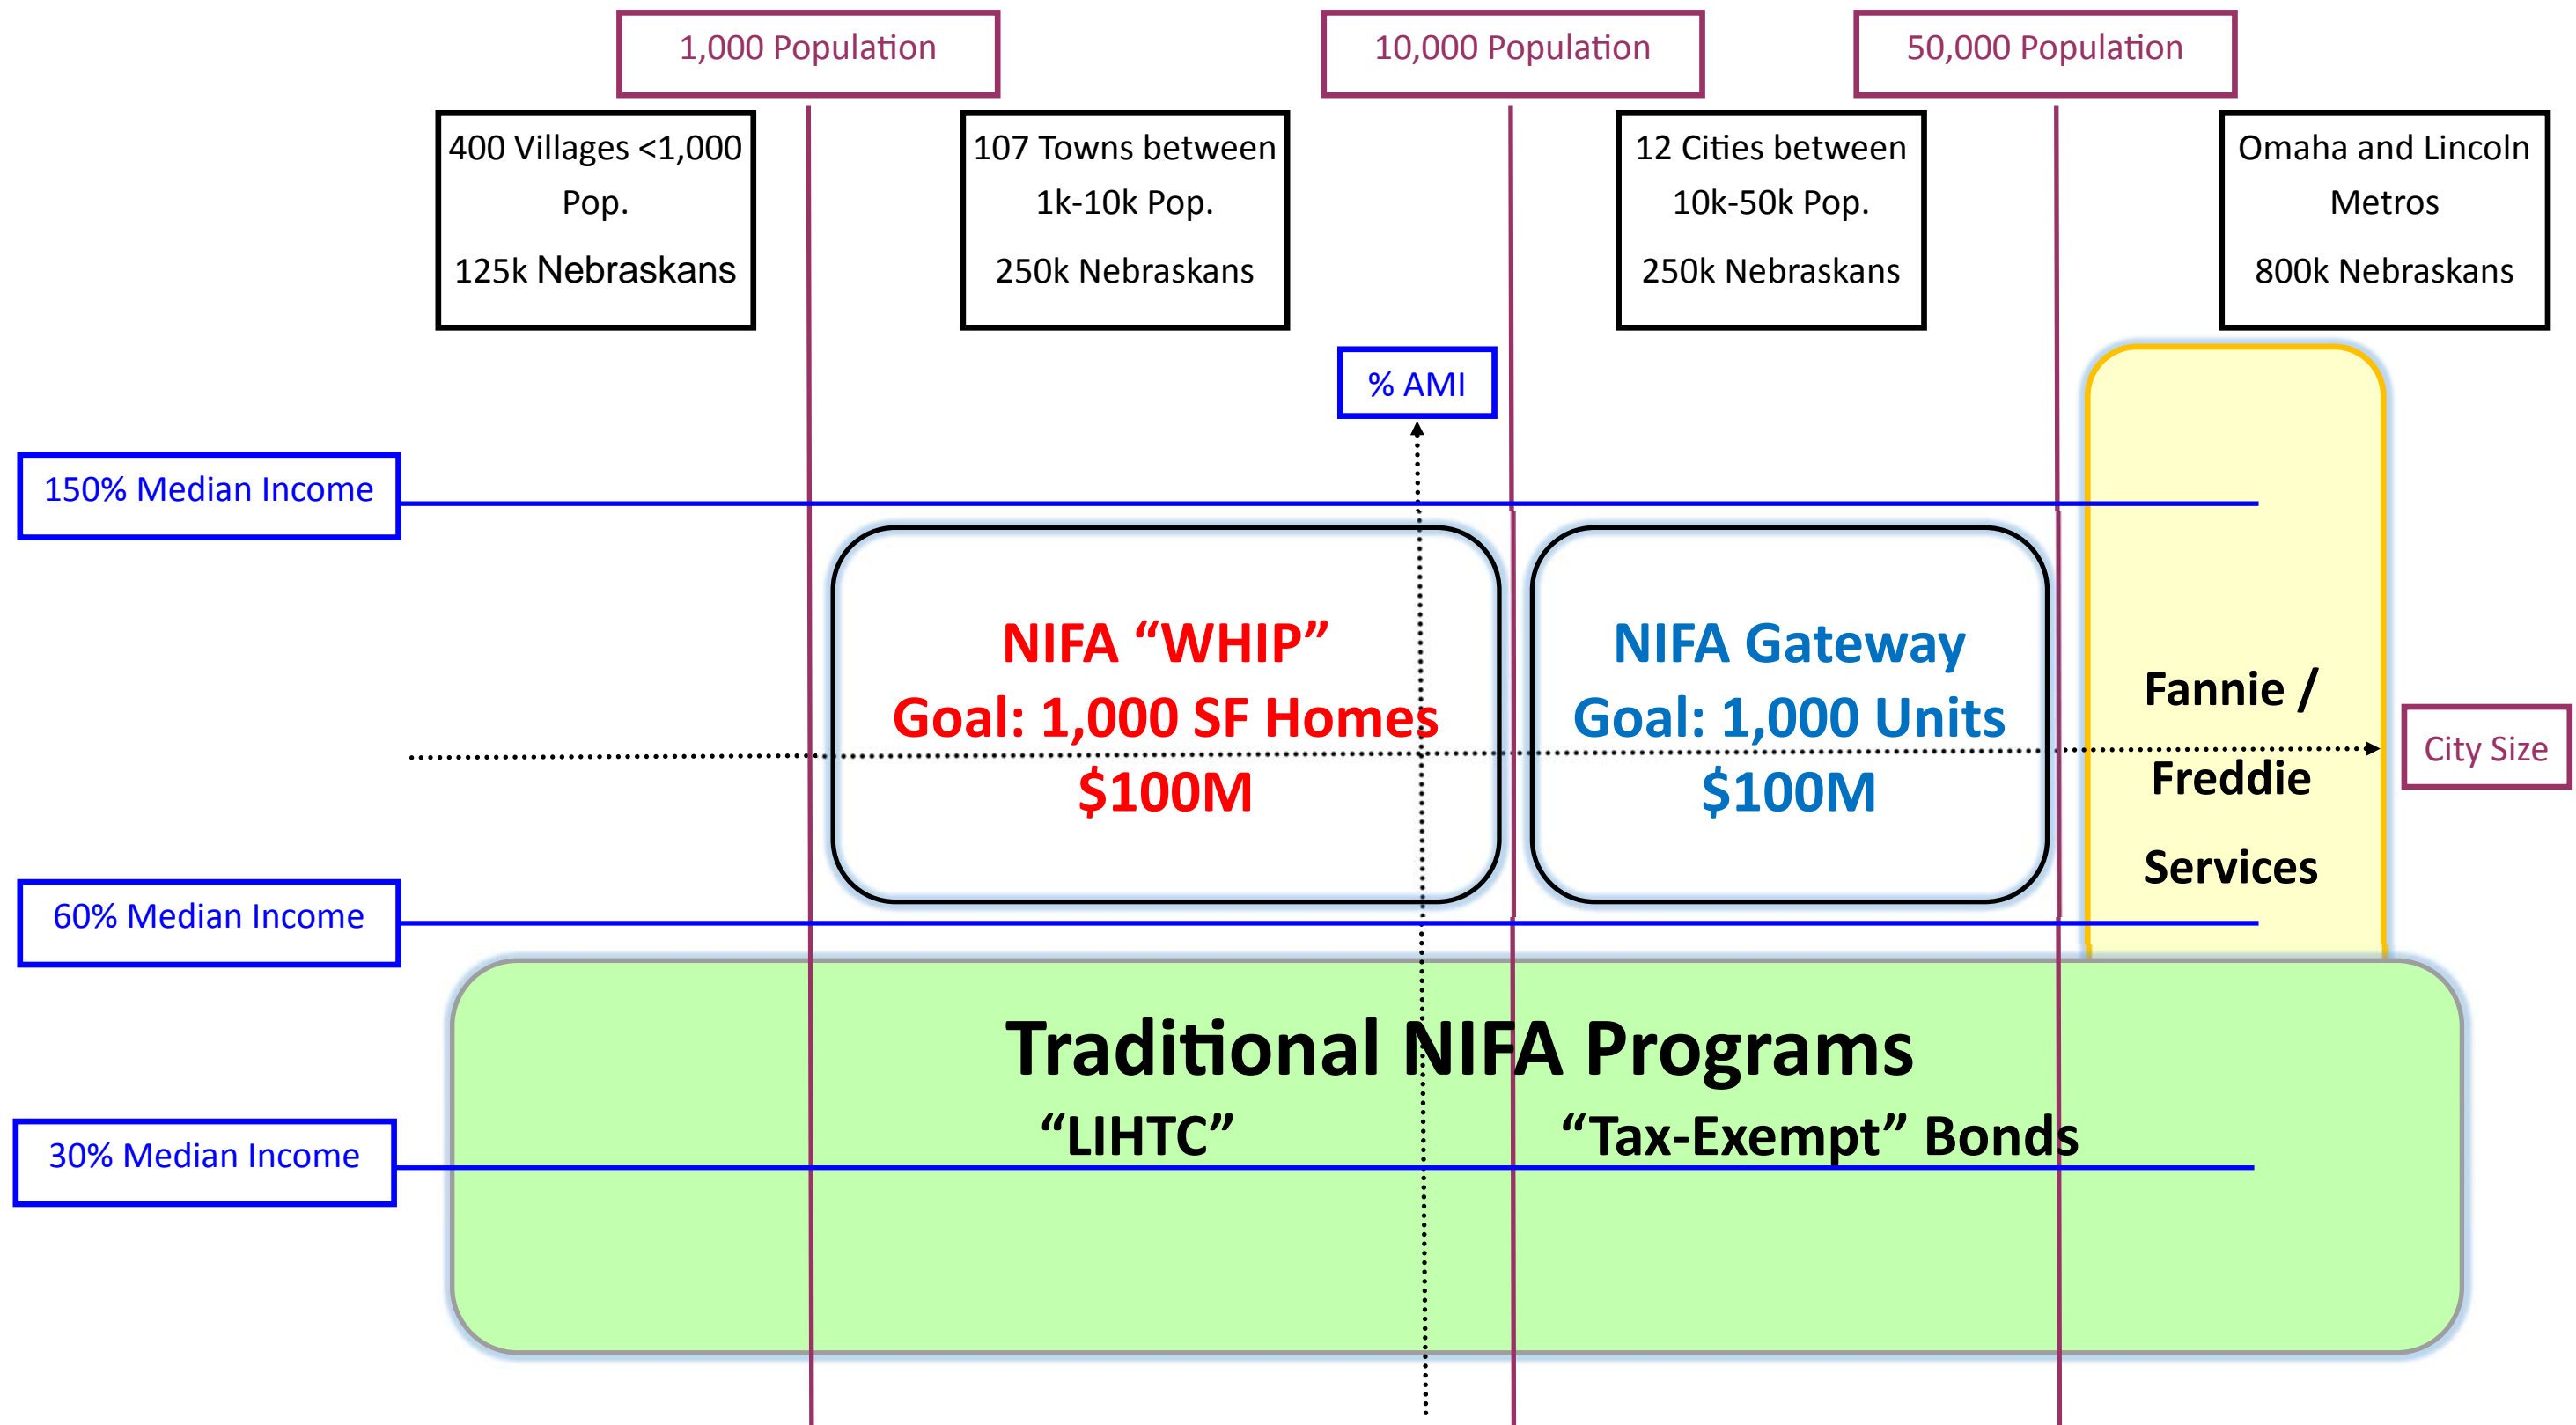 1,000 Population
10,000 Population
50,000 Population
400 Villages <1,000
Pop.
125k Nebraskans
107 Towns between
1k-10k Pop.
250k Nebraskans
12 Cities between
10k-50k Pop.
250k Nebraskans
Omaha and Lincoln
Metros
800k Nebraskans
% AMI
150% Median Income
NIFA “WHIP”
Goal: 1,000 SF Homes
$100M
NIFA Gateway
Goal: 1,000 Units
$100M
Fannie /
Freddie
Services
City Size
60% Median Income
Traditional NIFA Programs
“LIHTC”
“Tax-Exempt” Bonds
30% Median Income